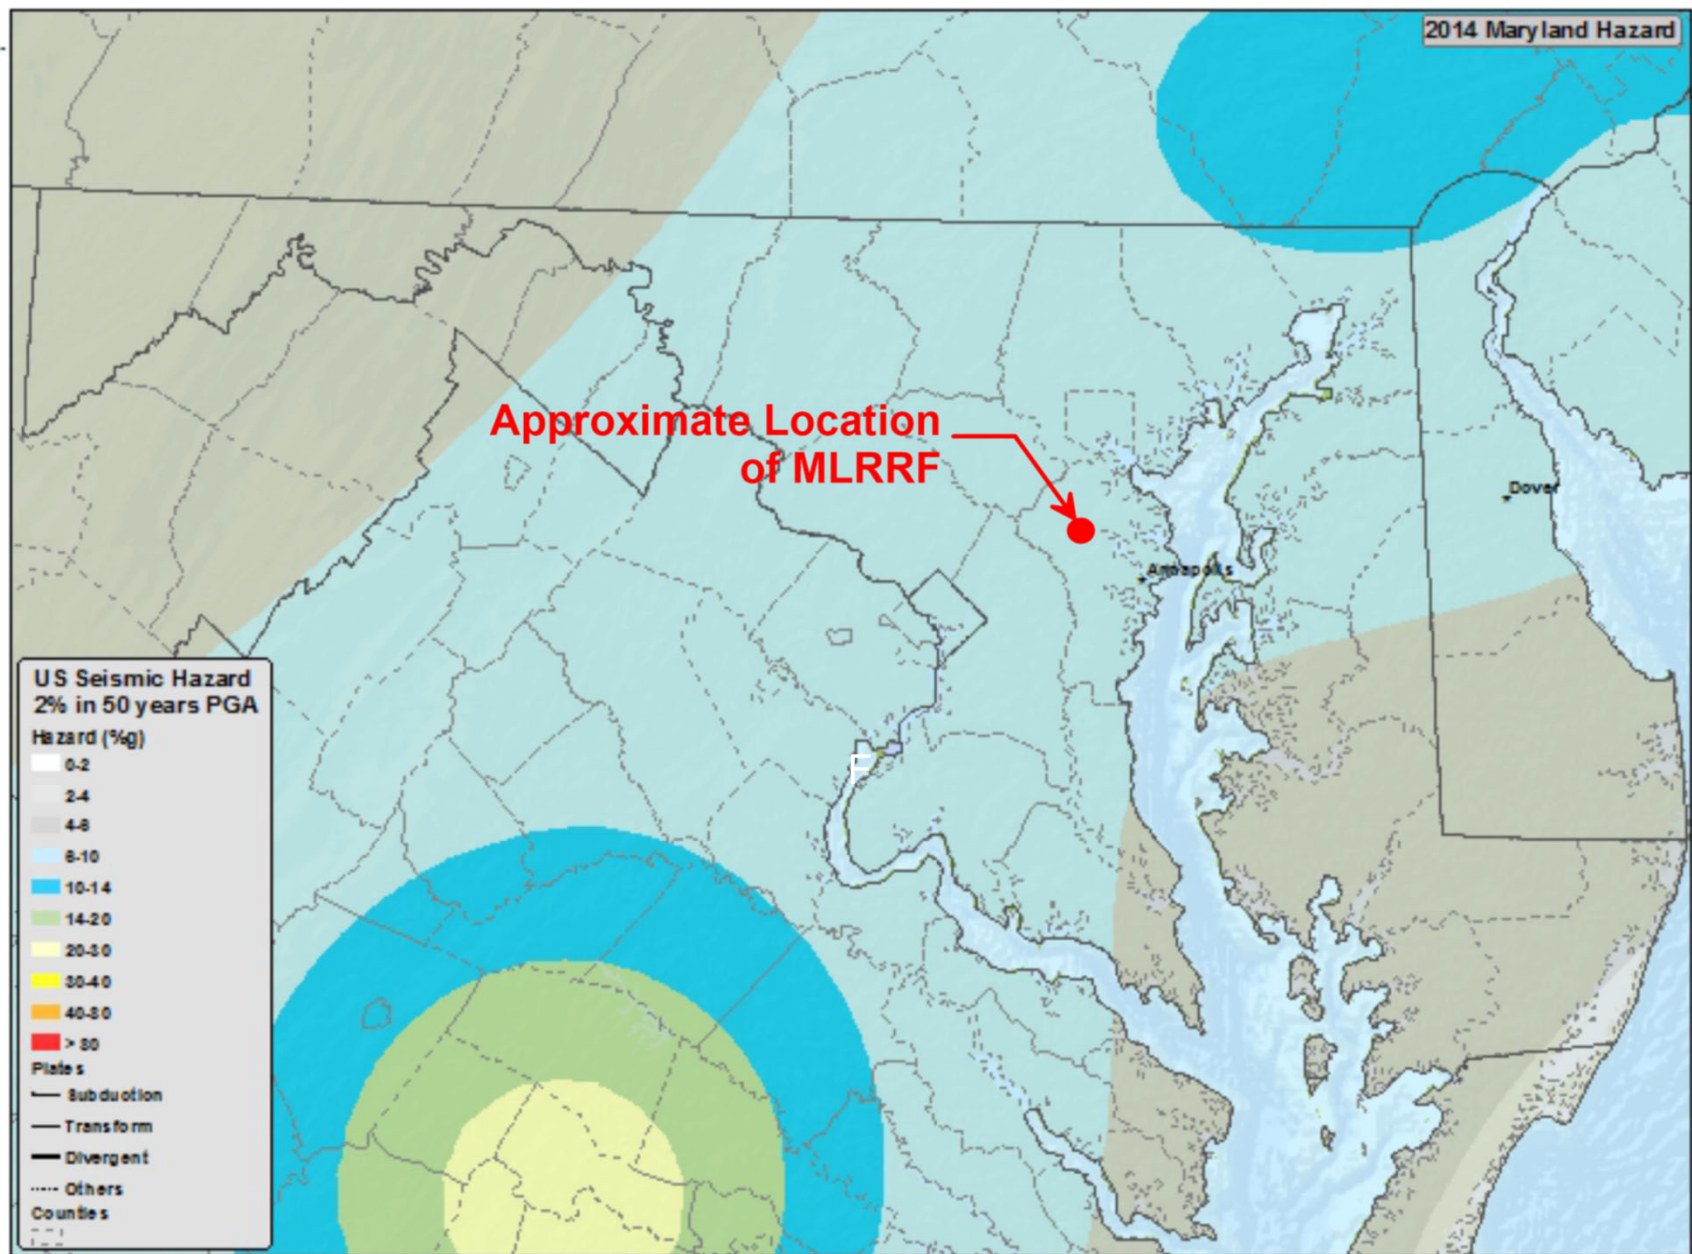 2014 Maryland Hazard
Approximate Location
of MLRRF
Dover
Annapolis
F
US Seismic Hazard
2% in 50 years PGA
Hazard (%g)
0-2
2-4
4-6
6-10
10-14
14-20
20-30
30-40
40-80
> 80
Plates
Subduction
Transform
Divergent
Others
Counties